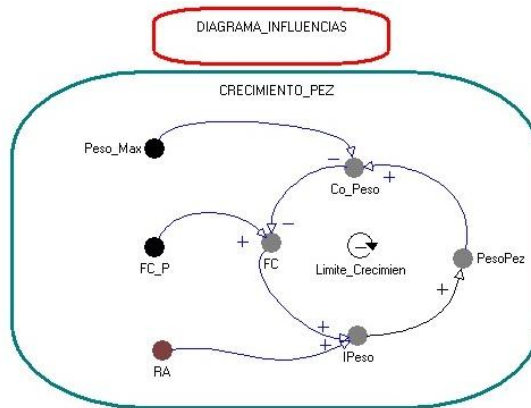 DIAGRAMA_INFLUENCIAS
CRECIMIENTO_PEZ
Peso_Max
−
+
Co_Peso
−
+
FC_P
FC
−
Limite_Crecimien
PesoPez
+
+
+
RA
IPeso